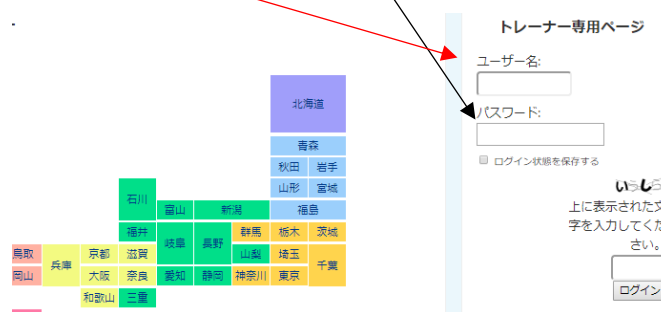 トレーナー専用ページ
ユーザー名:
パスワード:
ログイン状態を保存する
上に表示された文
字を入力してくだ
さい。
ログイン
北海道
青森
秋田 岩手
山形 宮城
石川 富山 新潟 福島
福井 岐阜 長野 群馬 栃木 茨城
鳥取 兵庫 京都 滋賀 山梨 埼玉 千葉
岡山 大阪 奈良 愛知 静岡 神奈川 東京
和歌山 三重